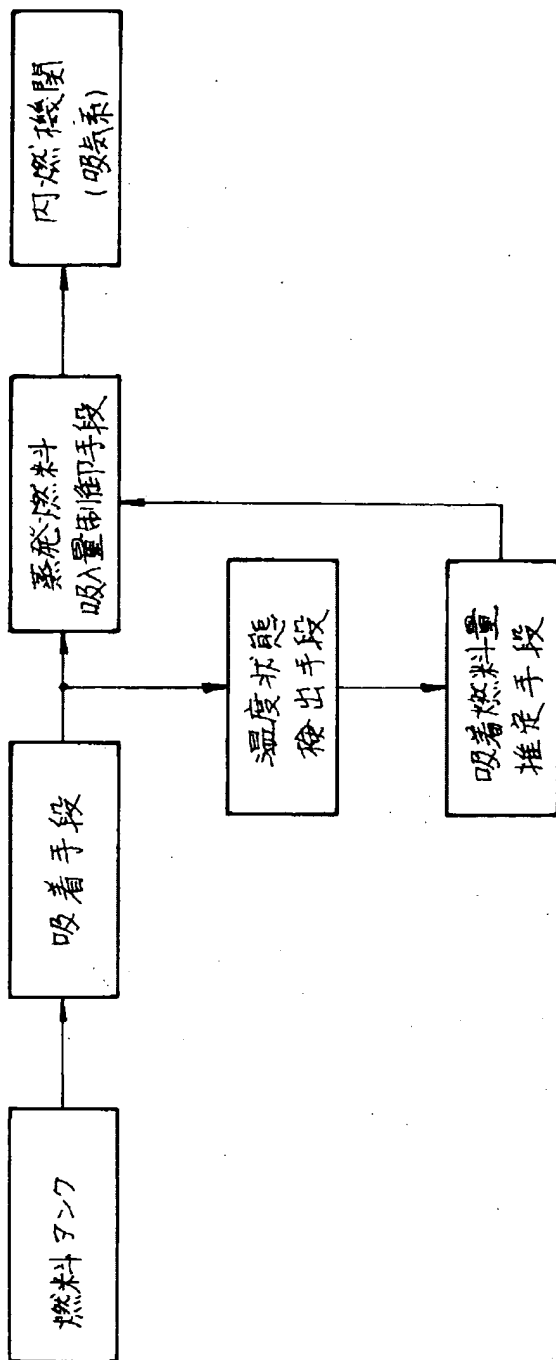 燃料タンク
吸着手段
蒸発燃料
吸入量制御手段
内燃機関
(吸気系)
温度状態
検出手段
吸着燃料量
推定手段